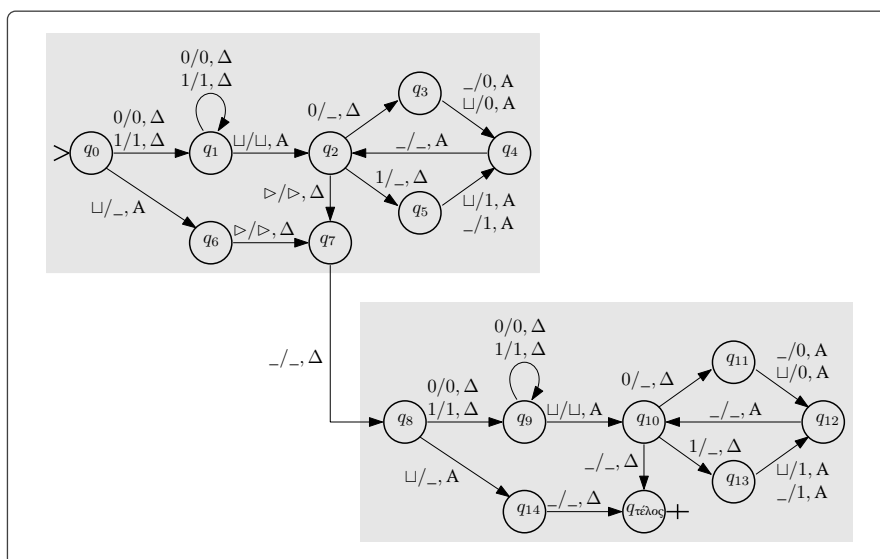 0/0, Δ
1/1, Δ
0/0, Δ
1/1, Δ
q0
q1
⊔/⊔, Α
q2
0/_, Δ
q3
_/0, Α
⊔/0, Α
_/_, Α
q4
1/_, Δ
q5
⊔/1, Α
_/1, Α
⊔/_, Α
▷/▷, Δ
q6
▷/▷, Δ
q7
_/_, Δ
0/0, Δ
1/1, Δ
0/0, Δ
1/1, Δ
q8
q9
⊔/⊔, Α
q10
0/_, Δ
q11
_/0, Α
⊔/0, Α
_/_, Α
q12
1/_, Δ
q13
⊔/1, Α
_/1, Α
⊔/_, Α
_/_, Δ
q14
_/_, Δ
qτέλος